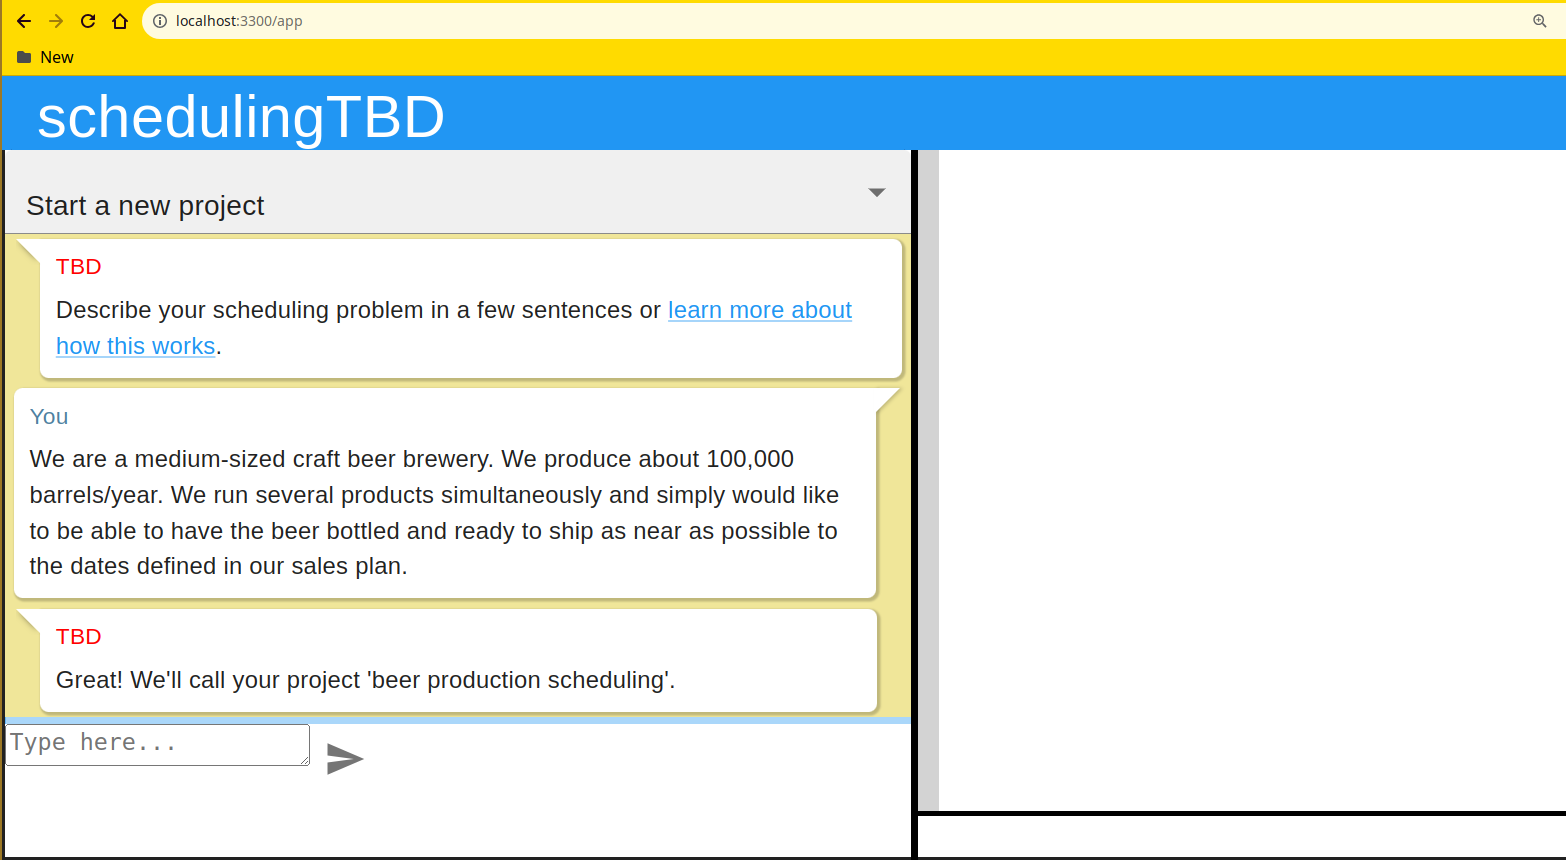 localhost:3300/app
New
schedulingTBD
Start a new project
TBD
Describe your scheduling problem in a few sentences or learn more about
how this works.
You
We are a medium-sized craft beer brewery. We produce about 100,000
barrels/year. We run several products simultaneously and simply would like
to be able to have the beer bottled and ready to ship as near as possible to
the dates defined in our sales plan.
TBD
Great! We'll call your project 'beer production scheduling'.
Type here...